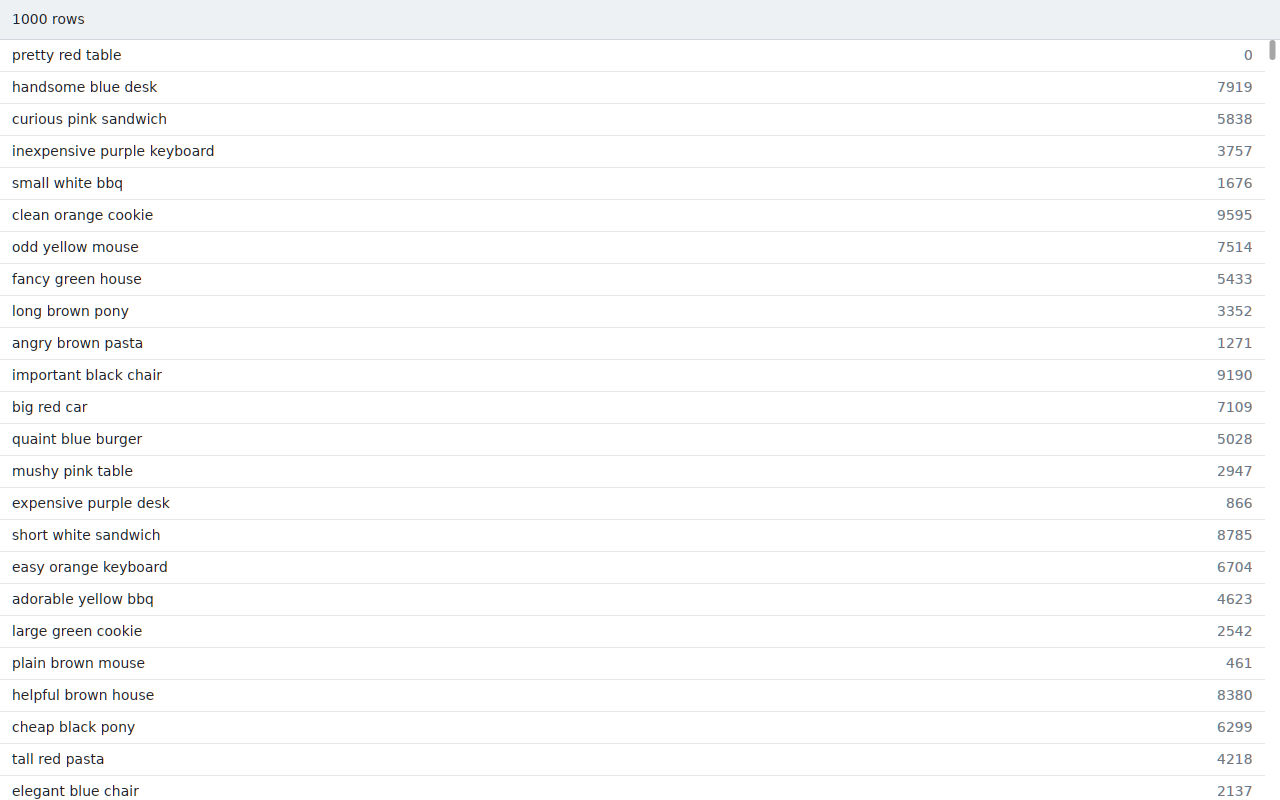 1000 rows
pretty red table 0
handsome blue desk 7919
curious pink sandwich 5838
inexpensive purple keyboard 3757
small white bbq 1676
clean orange cookie 9595
odd yellow mouse 7514
fancy green house 5433
long brown pony 3352
angry brown pasta 1271
important black chair 9190
big red car 7109
quaint blue burger 5028
mushy pink table 2947
expensive purple desk 866
short white sandwich 8785
easy orange keyboard 6704
adorable yellow bbq 4623
large green cookie 2542
plain brown mouse 461
helpful brown house 8380
cheap black pony 6299
tall red pasta 4218
elegant blue chair 2137